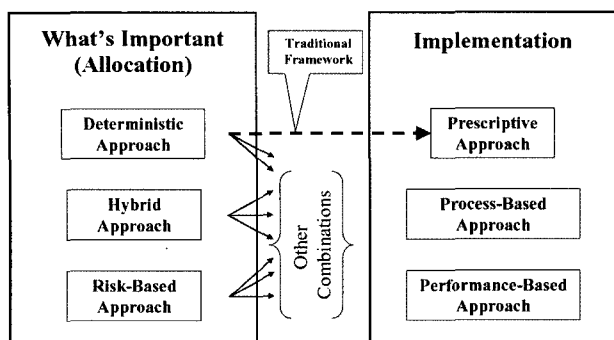 What's Important
(Allocation)
Deterministic
Approach
Hybrid
Approach
Risk-Based
Approach
Traditional
Framework
Other
Combinations
Implementation
Prescriptive
Approach
Process-Based
Approach
Performance-Based
Approach